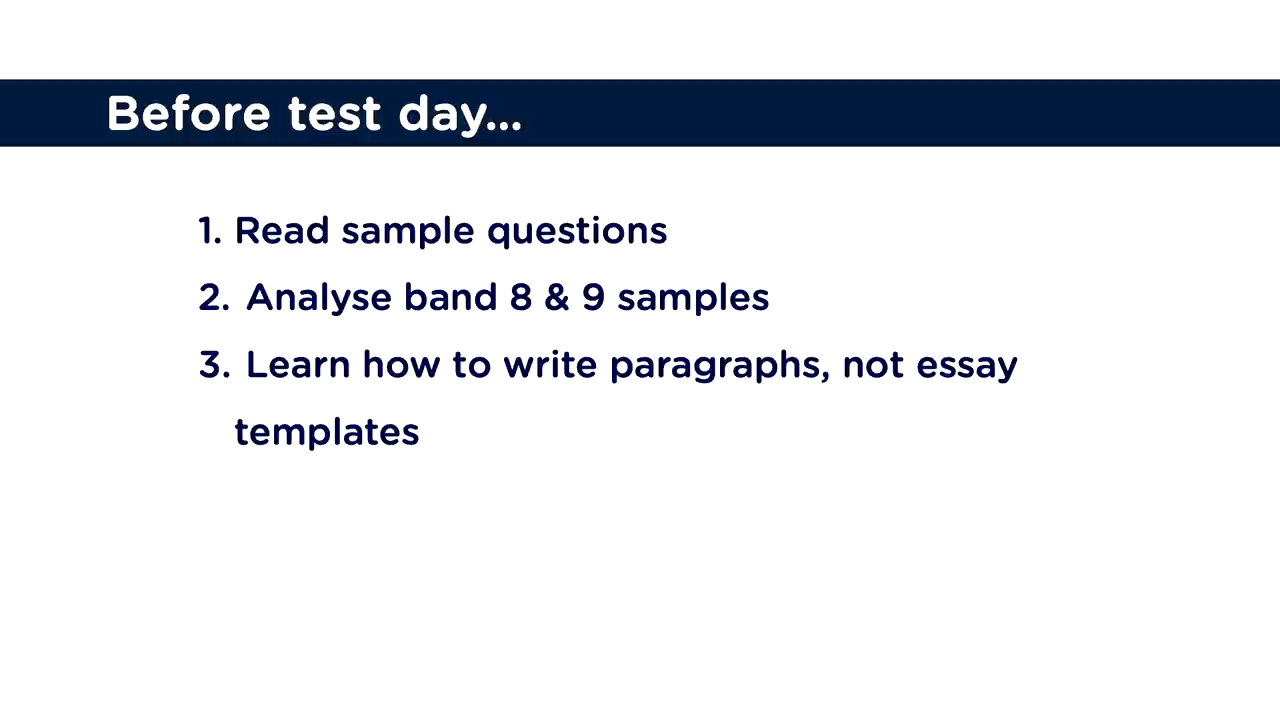 Before test day...
1. Read sample questions
2. Analyse band 8 & 9 samples
3. Learn how to write paragraphs, not essay
templates